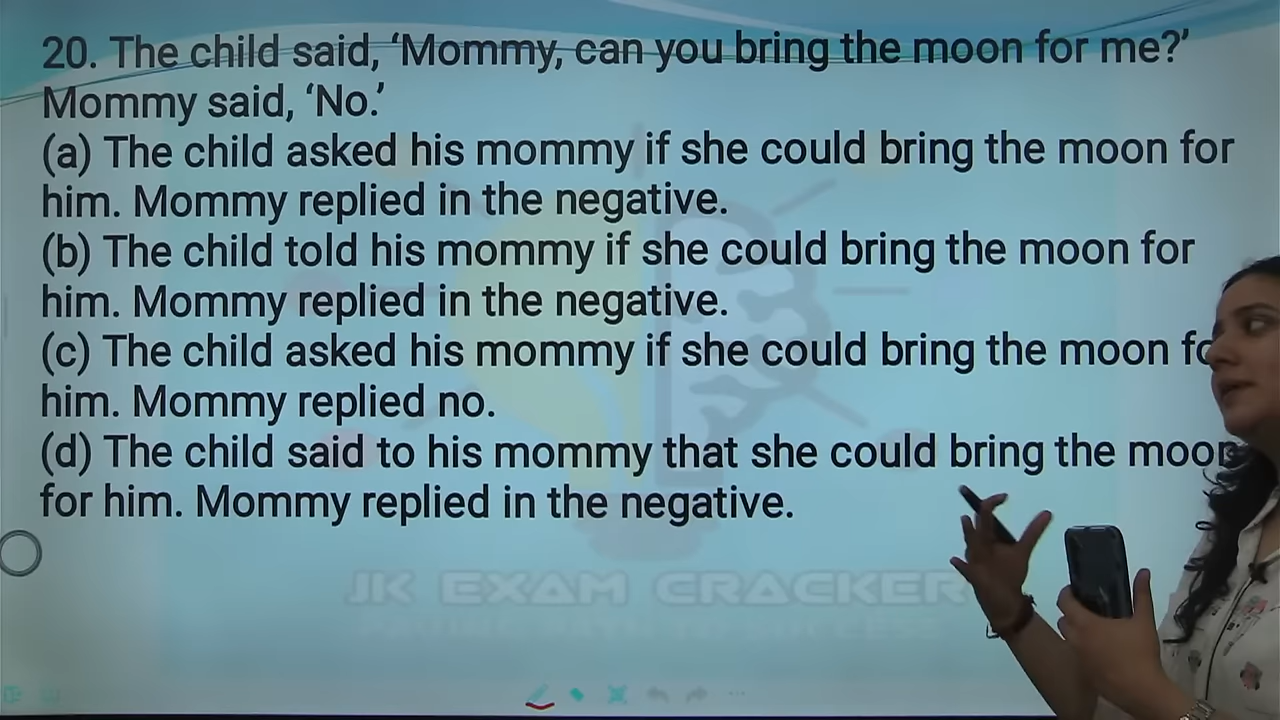 20. The child said, ‘Mommy, can you bring the moon for me?’
Mommy said, ‘No.’
(a) The child asked his mommy if she could bring the moon for
him. Mommy replied in the negative.
(b) The child told his mommy if she could bring the moon for
him. Mommy replied in the negative.
(c) The child asked his mommy if she could bring the moon
him. Mommy replied no.
(d) The child said to his mommy that she could bring the moon
for him. Mommy replied in the negative.
JK EXAM CRACKER